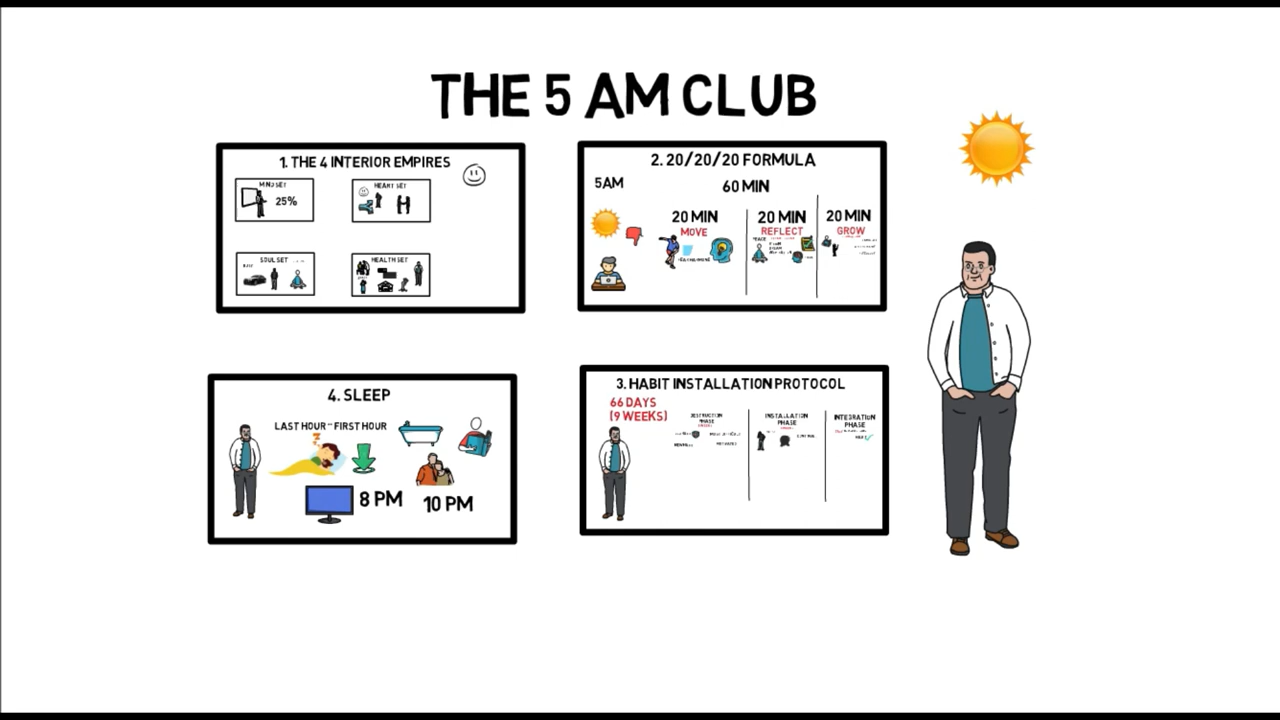 THE 5 AM CLUB
1. THE 4 INTERIOR EMPIRES
MIND SET
25%
HEART SET
SOUL SET
HEALTH SET
2. 20/20/20 FORMULA
5AM
60 MIN
20 MIN
MOVE
20 MIN
REFLECT
PEACE
20 MIN
GROW
4. SLEEP
LAST HOUR - FIRST HOUR
8 PM
10 PM
3. HABIT INSTALLATION PROTOCOL
66 DAYS
(9 WEEKS)
DESTRUCTION
PHASE
INSTALLATION
PHASE
INTEGRATION
PHASE